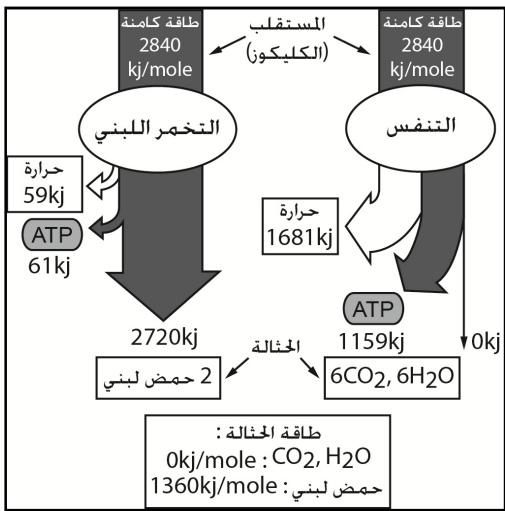 طاقة كامنة
2840
kj/mole
المستقلب
(الكليكوز)
طاقة كامنة
2840
kj/mole
التنفس
التخمر اللبني
حرارة
1681kj
حرارة
59kj
ATP
61kj
ATP
1159kj
0kj
2720kj
الحثالة
6CO₂, 6H₂O
2 حمض لبني
طاقة الحثالة :
0kj/mole : CO₂, H₂O
1360kj/mole : حمض لبني